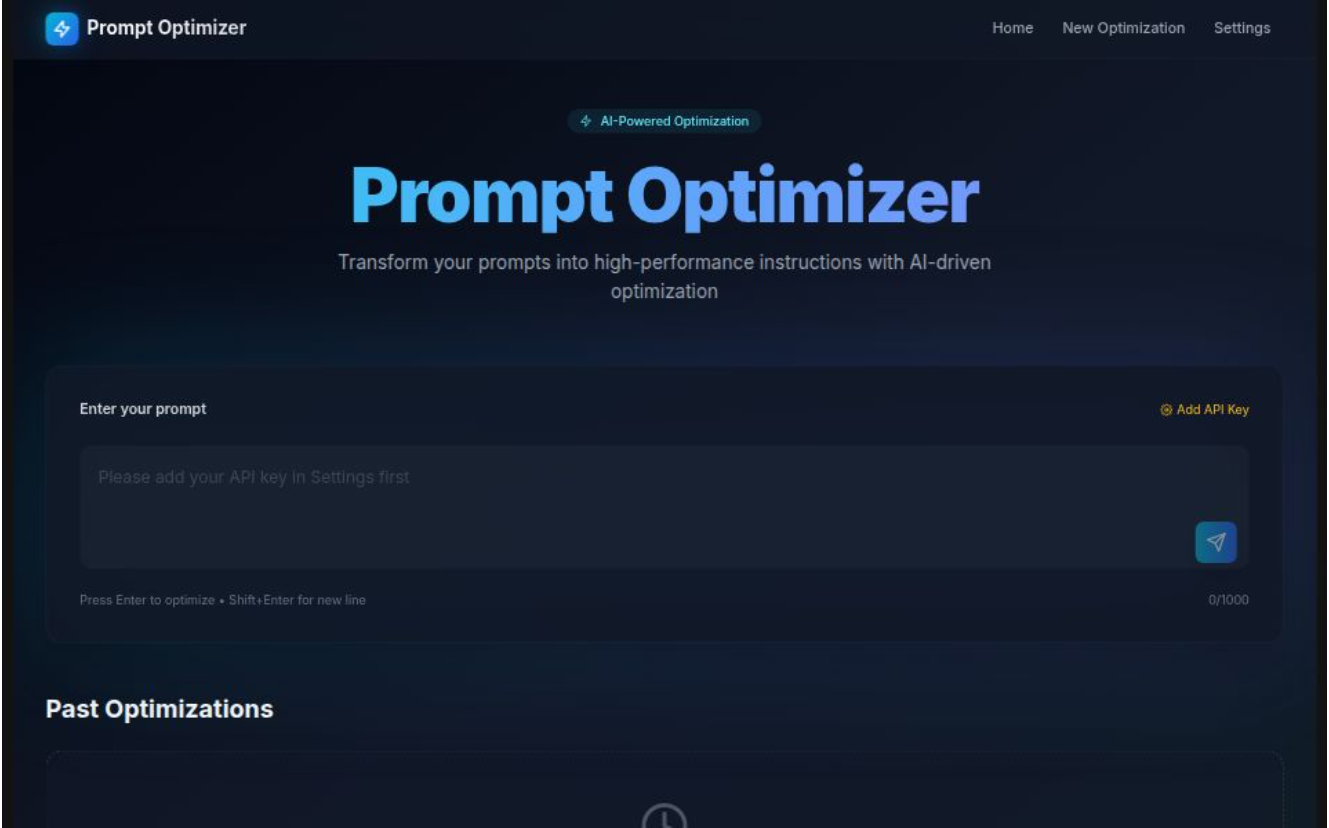 Prompt Optimizer
Home New Optimization Settings
AI-Powered Optimization
Prompt Optimizer
Transform your prompts into high-performance instructions with AI-driven
optimization
Enter your prompt
Add API Key
Please add your API key in Settings first
Press Enter to optimize • Shift+Enter for new line
0/1000
Past Optimizations